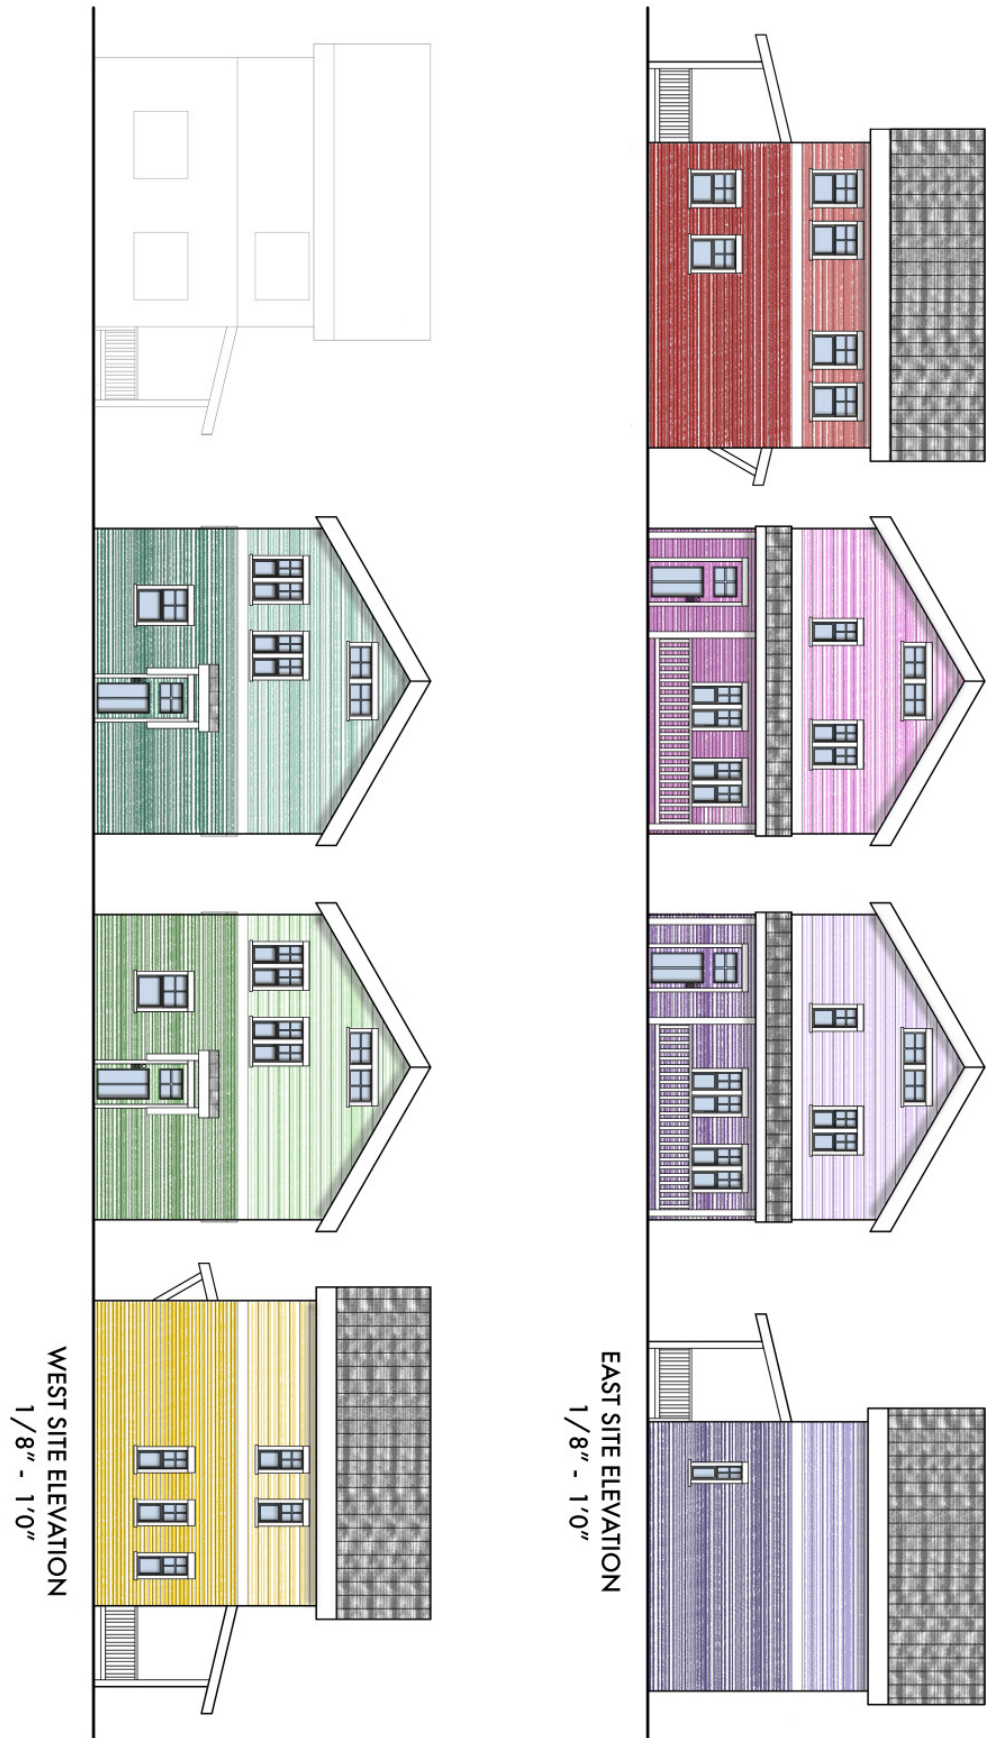 EAST SITE ELEVATION
1/8" - 1'0"
WEST SITE ELEVATION
1/8" - 1'0"